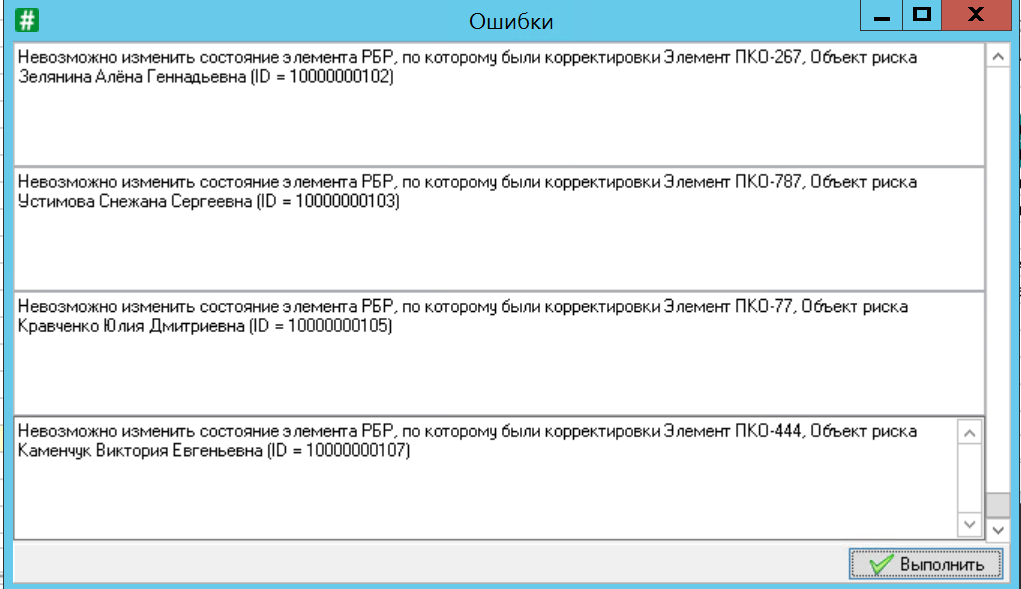 Ошибки
Невозможно изменить состояние элемента РБР, по которому были корректировки Элемент ПКО-267, Объект риска
Зелянина Алёна Геннадьевна (ID = 10000000102)
Невозможно изменить состояние элемента РБР, по которому были корректировки Элемент ПКО-787, Объект риска
Устимова Снежана Сергеевна (ID = 10000000103)
Невозможно изменить состояние элемента РБР, по которому были корректировки Элемент ПКО-77, Объект риска
Кравченко Юлия Дмитриевна (ID = 10000000105)
Невозможно изменить состояние элемента РБР, по которому были корректировки Элемент ПКО-444, Объект риска
Каменчук Виктория Евгеньевна (ID = 10000000107)
Выполнить